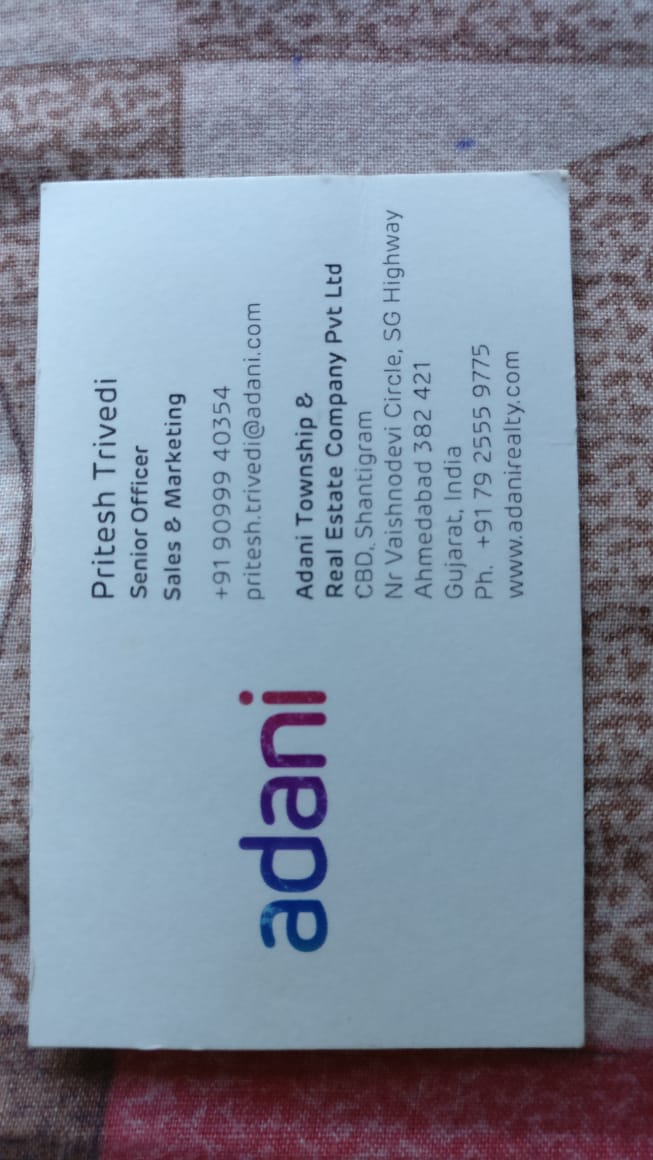 adani
Pritesh Trivedi
Senior Officer
Sales & Marketing
+91 90999 40354
pritesh.trivedi@adani.com
Adani Township &
Real Estate Company Pvt Ltd
CBD, Shantigram
Nr Vaishnodevi Circle, SG Highway
Ahmedabad 382 421
Gujarat, India
Ph. +91 79 2555 9775
www.adanirealty.com